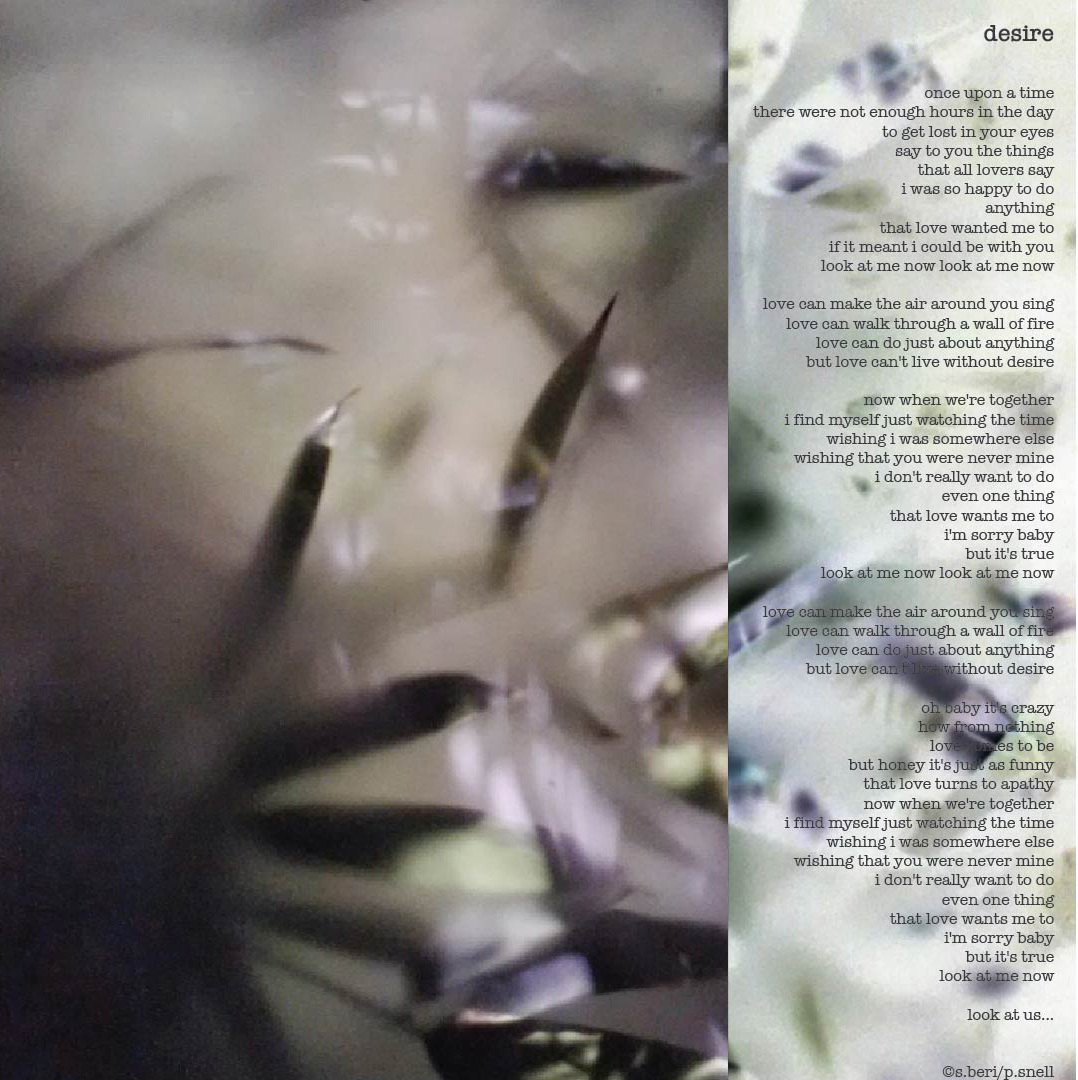 desire
once upon a time
there were not enough hours in the day
to get lost in your eyes
say to you the things
that all lovers say
i was so happy to do
anything
that love wanted me to
if it meant i could be with you
look at me now look at me now
love can make the air around you sing
love can walk through a wall of fire
love can do just about anything
but love can't live without desire
now when we're together
i find myself just watching the time
wishing i was somewhere else
wishing that you were never mine
i don't really want to do
even one thing
that love wants me to
i'm sorry baby
but it's true
look at me now look at me now
love can make the air around you sing
love can walk through a wall of fire
love can do just about anything
but love can't live without desire
oh baby it's crazy
how from nothing
love comes to be
but honey it's just as funny
that love turns to apathy
now when we're together
i find myself just watching the time
wishing i was somewhere else
wishing that you were never mine
i don't really want to do
even one thing
that love wants me to
i'm sorry baby
but it's true
look at me now
look at us...
©s.beri/p.snell